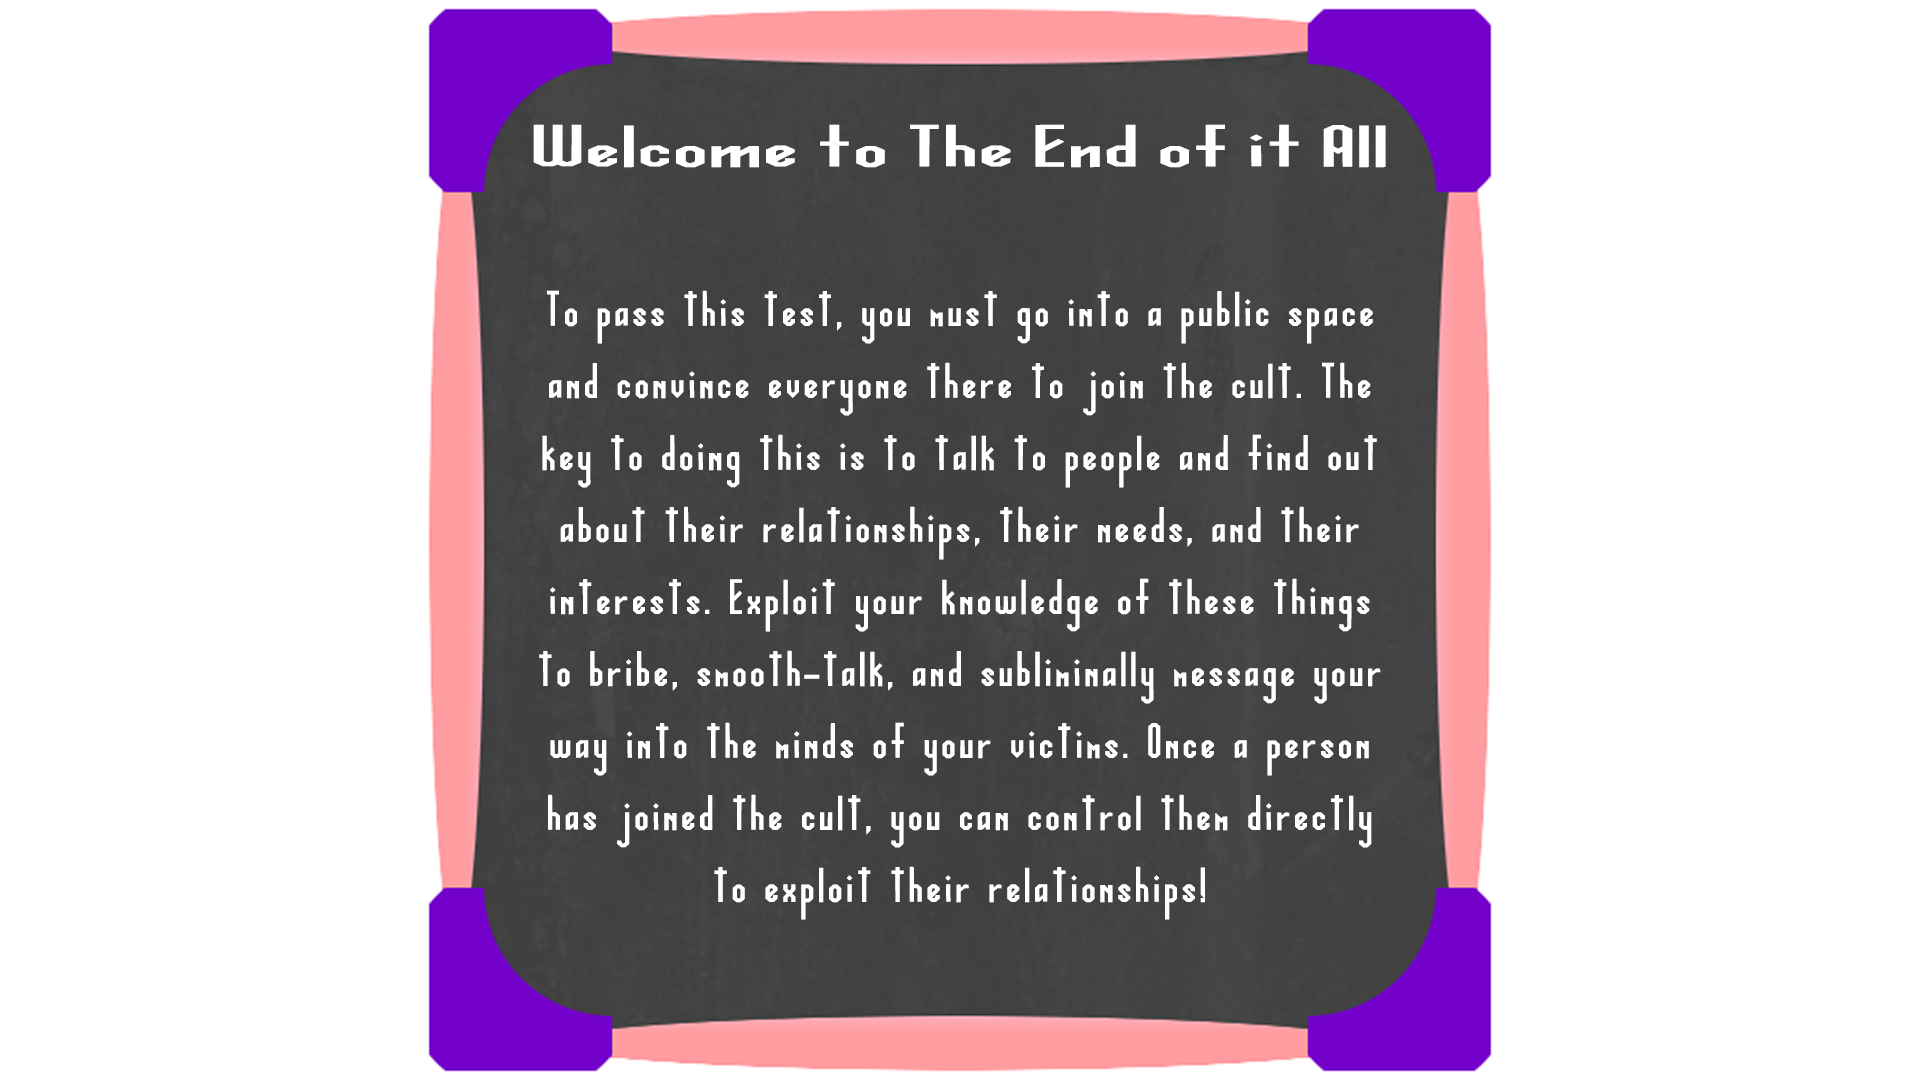 Welcome to The End of it All
To pass this test, you must go into a public space
and convince everyone there to join the cult. The
key to doing this is to talk to people and find out
about their relationships, their needs, and their
interests. Exploit your knowledge of these things
to bribe, smooth-talk, and subliminally message your
way into the minds of your victims. Once a person
has joined the cult, you can control them directly
to exploit their relationships!